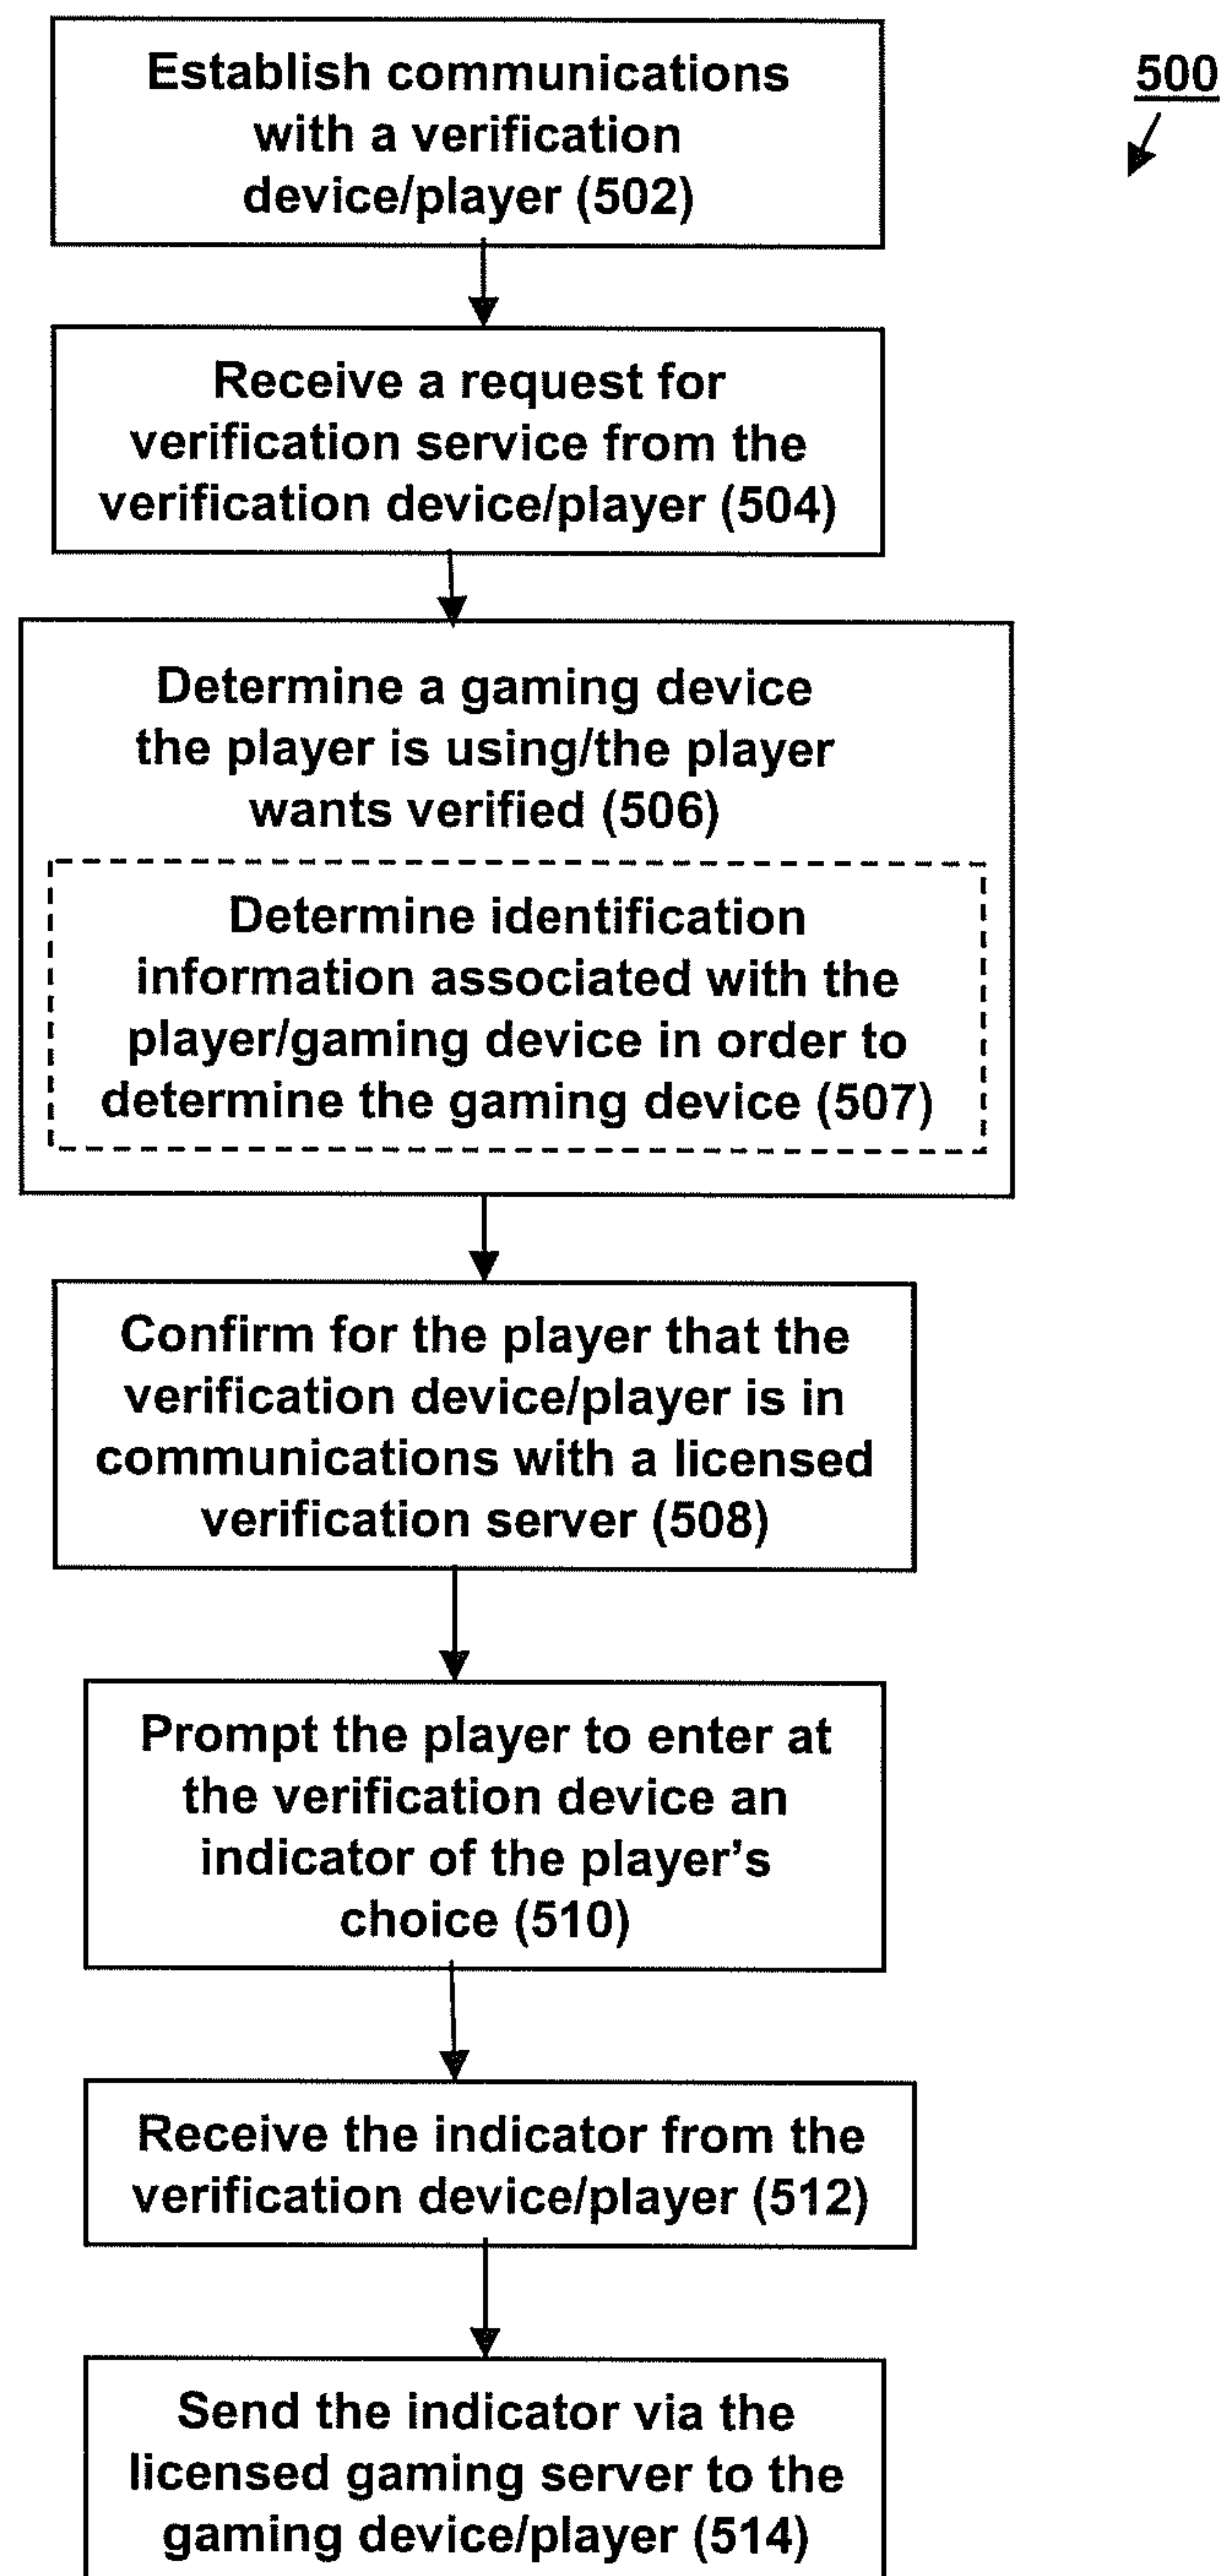 500
Establish communications
with a verification
device/player (502)
Receive a request for
verification service from the
verification device/player (504)
Determine a gaming device
the player is using/the player
wants verified (506)
Determine identification
information associated with the
player/gaming device in order to
determine the gaming device (507)
Confirm for the player that the
verification device/player is in
communications with a licensed
verification server (508)
Prompt the player to enter at
the verification device an
indicator of the player's
choice (510)
Receive the indicator from the
verification device/player (512)
Send the indicator via the
licensed gaming server to the
gaming device/player (514)